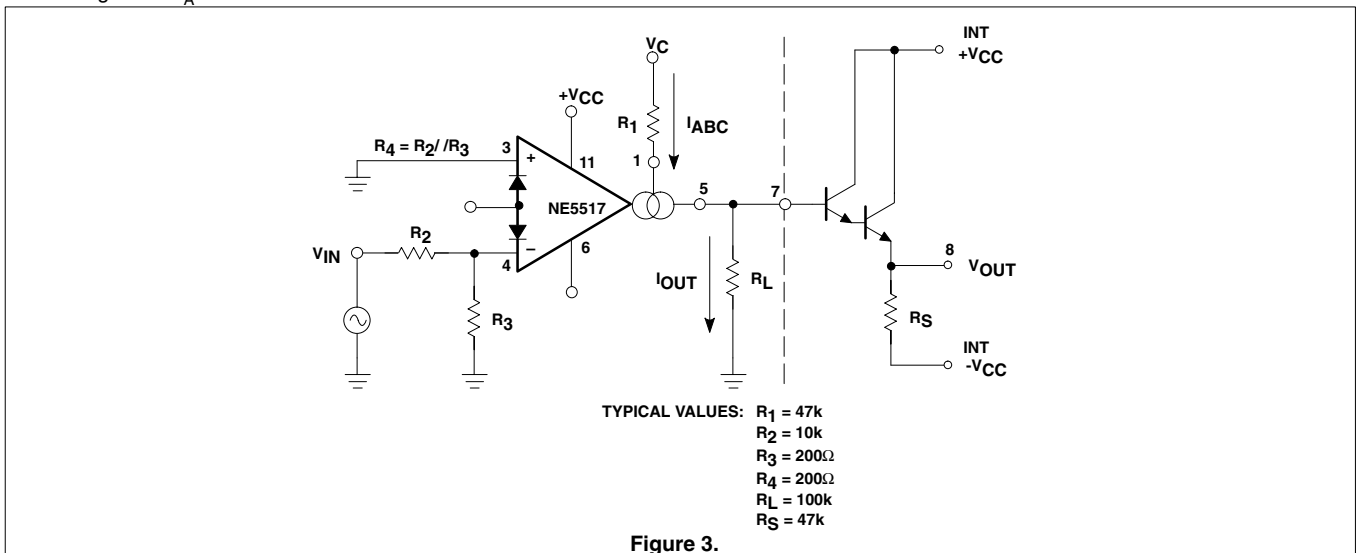 A
VC
INT
+VCC
+VCC
R1
IABC
R4 = R2/ /R3
3
+
11
1
5
7
NE5517
VIN
R2
−
4
6
IOUT
RL
8
VOUT
R3
RS
INT
-VCC
TYPICAL VALUES: R1 = 47k
R2 = 10k
R3 = 200Ω
R4 = 200Ω
RL = 100k
RS = 47k
Figure 3.